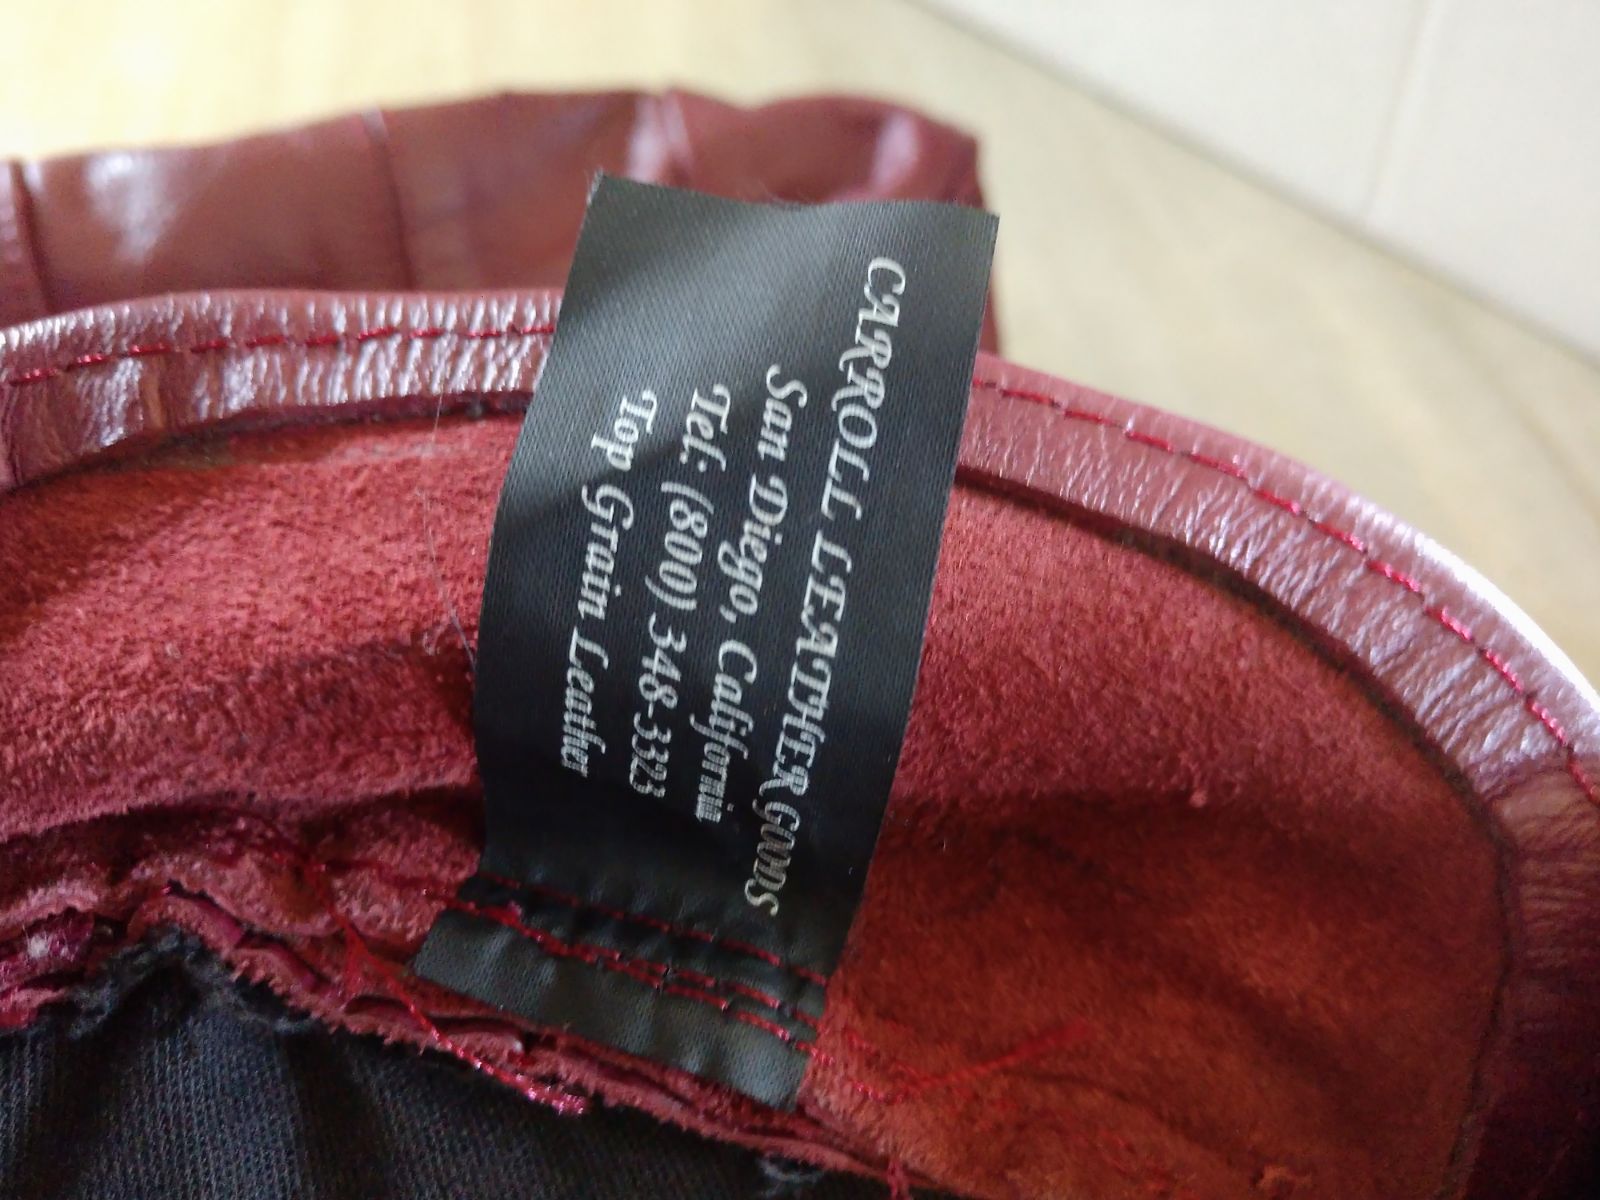 CARROLL LEATHER GOODS
San Diego, California
Tel: (800) 348-3323
Top Grain Leather